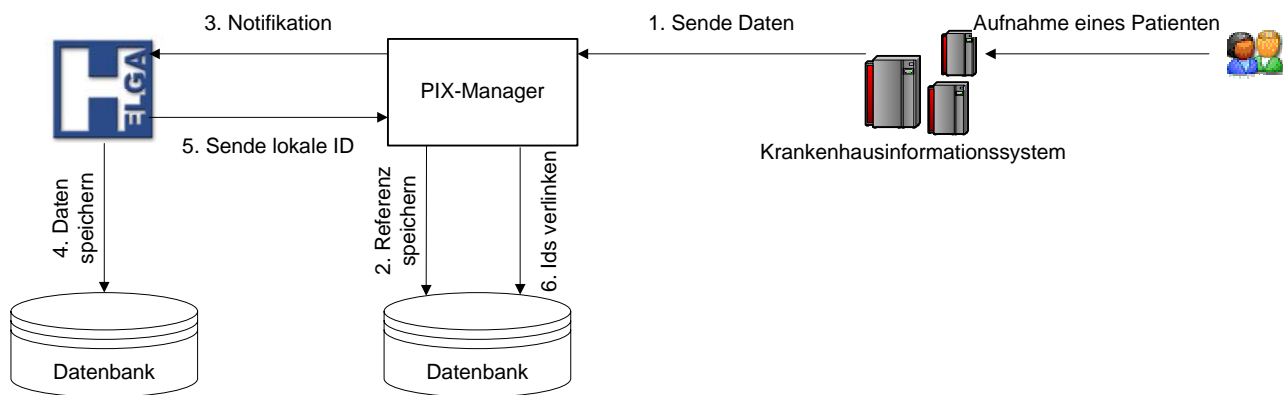 3. Notifikation
1. Sende Daten
Aufnahme eines Patienten
ELGA
PIX-Manager
5. Sende lokale ID
Krankenhausinformationssystem
4. Daten
speichern
2. Referenz
speichern
6. Ids verlinken
Datenbank
Datenbank